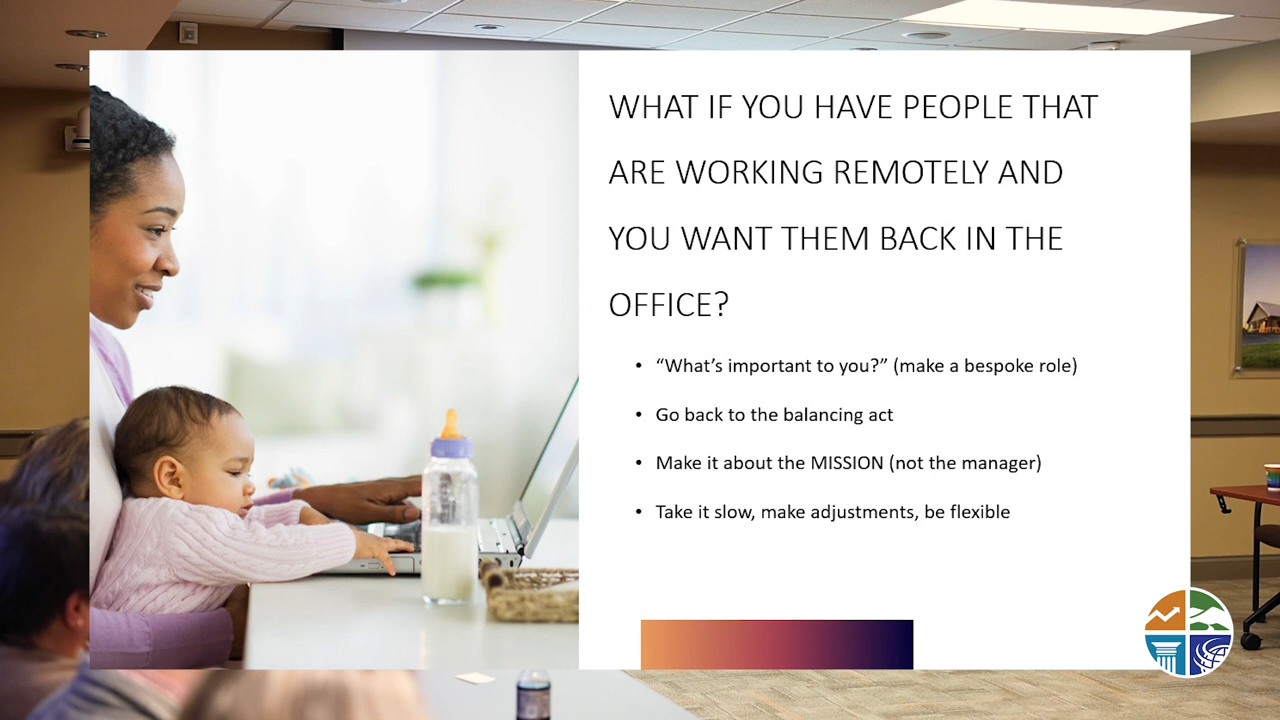 WHAT IF YOU HAVE PEOPLE THAT
ARE WORKING REMOTELY AND
YOU WANT THEM BACK IN THE
OFFICE?
• “What’s important to you?” (make a bespoke role)
• Go back to the balancing act
• Make it about the MISSION (not the manager)
• Take it slow, make adjustments, be flexible